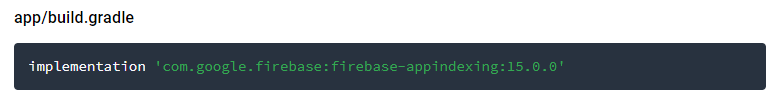 app/build.gradle
implementation 'com.google.firebase:firebase-appindexing:15.0.0'